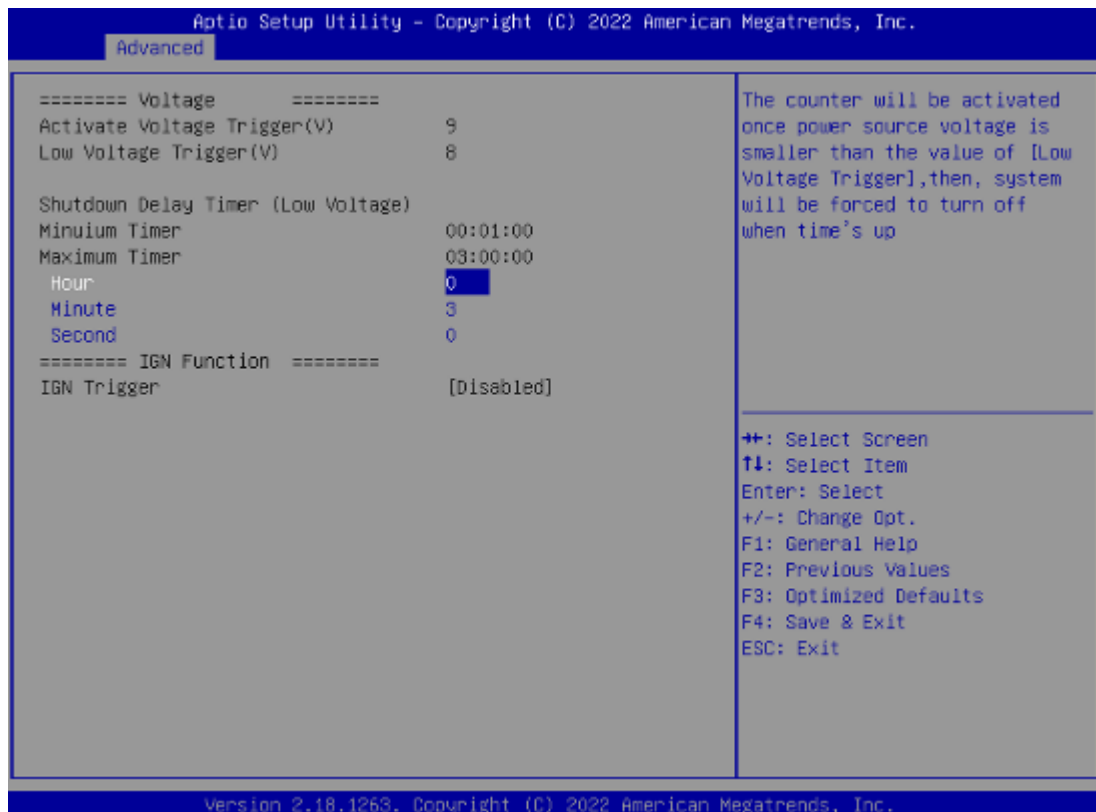 Aptio Setup Utility – Copyright (C) 2022 American Megatrends, Inc.
Advanced
======== Voltage ========
Activate Voltage Trigger(V) 9
Low Voltage Trigger(V) 8
Shutdown Delay Timer (Low Voltage)
Minuium Timer 00:01:00
Maximum Timer 03:00:00
Hour 0
Minute 3
Second 0
======== IGN Function ========
IGN Trigger [Disabled]
The counter will be activated
once power source voltage is
smaller than the value of [Low
Voltage Trigger],then, system
will be forced to turn off
when time's up
→←: Select Screen
↑↓: Select Item
Enter: Select
+/-: Change Opt.
F1: General Help
F2: Previous Values
F3: Optimized Defaults
F4: Save & Exit
ESC: Exit
Version 2.18.1263. Copyright (C) 2022 American Megatrends, Inc.